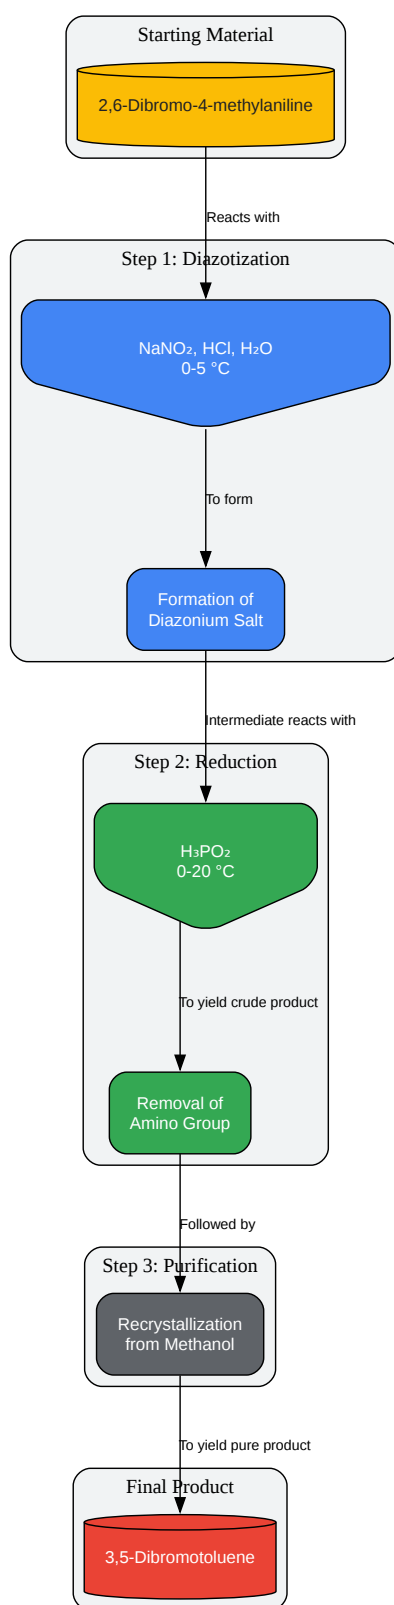 Starting Material
2,6-Dibromo-4-methylaniline
Reacts with
Step 1: Diazotization
NaNO₂, HCl, H₂O
0-5 °C
To form
Formation of
Diazonium Salt
Intermediate reacts with
Step 2: Reduction
H₃PO₂
0-20 °C
To yield crude product
Removal of
Amino Group
Followed by
Step 3: Purification
Recrystallization
from Methanol
To yield pure product
Final Product
3,5-Dibromotoluene